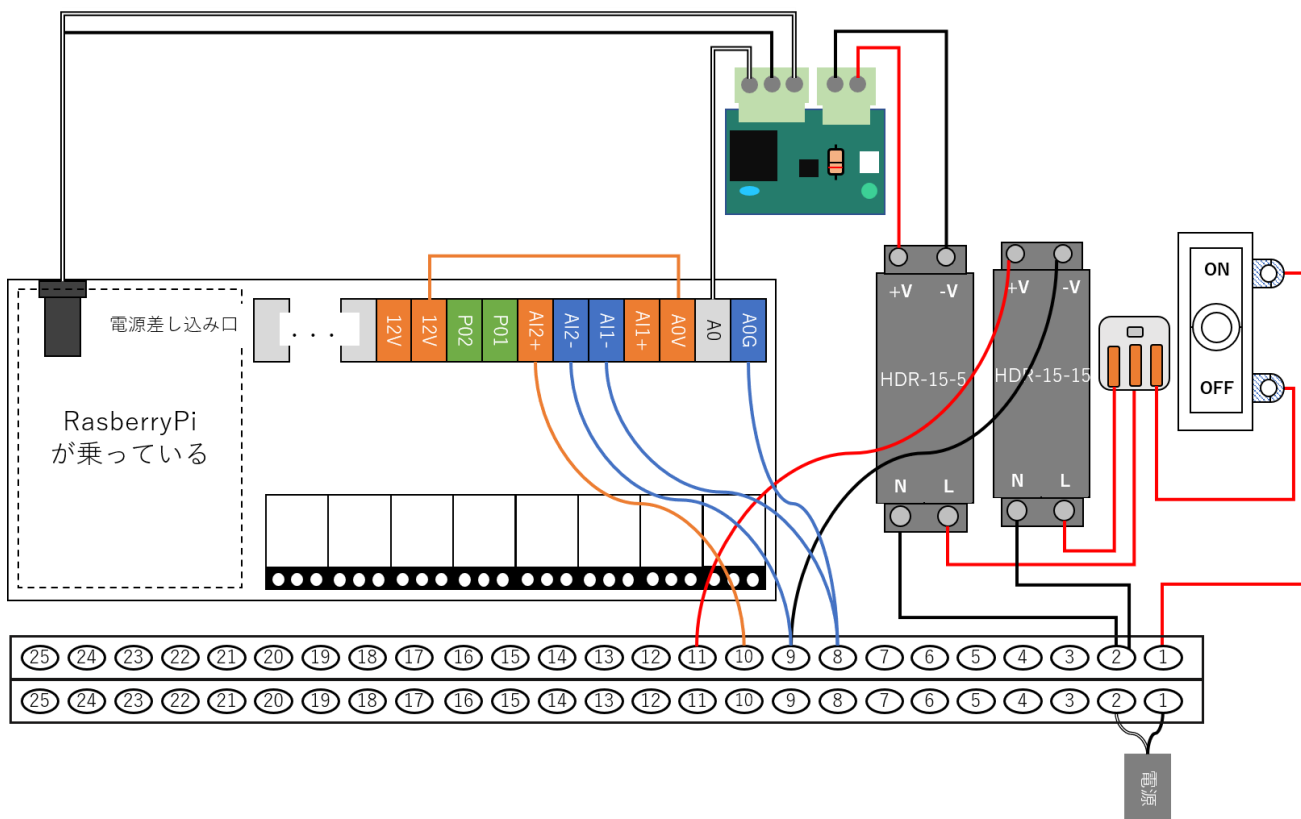 ON
+V -V
+V -V
電源差し込み口
・・・
12V
12V
P02
P01
AI2+
AI2-
AI1-
AI1+
A0V
A0
A0G
HDR-15-5
HDR-15-15
OFF
RasberryPi
が乗っている
N L
N L
25 24 23 22 21 20 19 18 17 16 15 14 13 12 11 10 9 8 7 6 5 4 3 2 1
25 24 23 22 21 20 19 18 17 16 15 14 13 12 11 10 9 8 7 6 5 4 3 2 1
電源